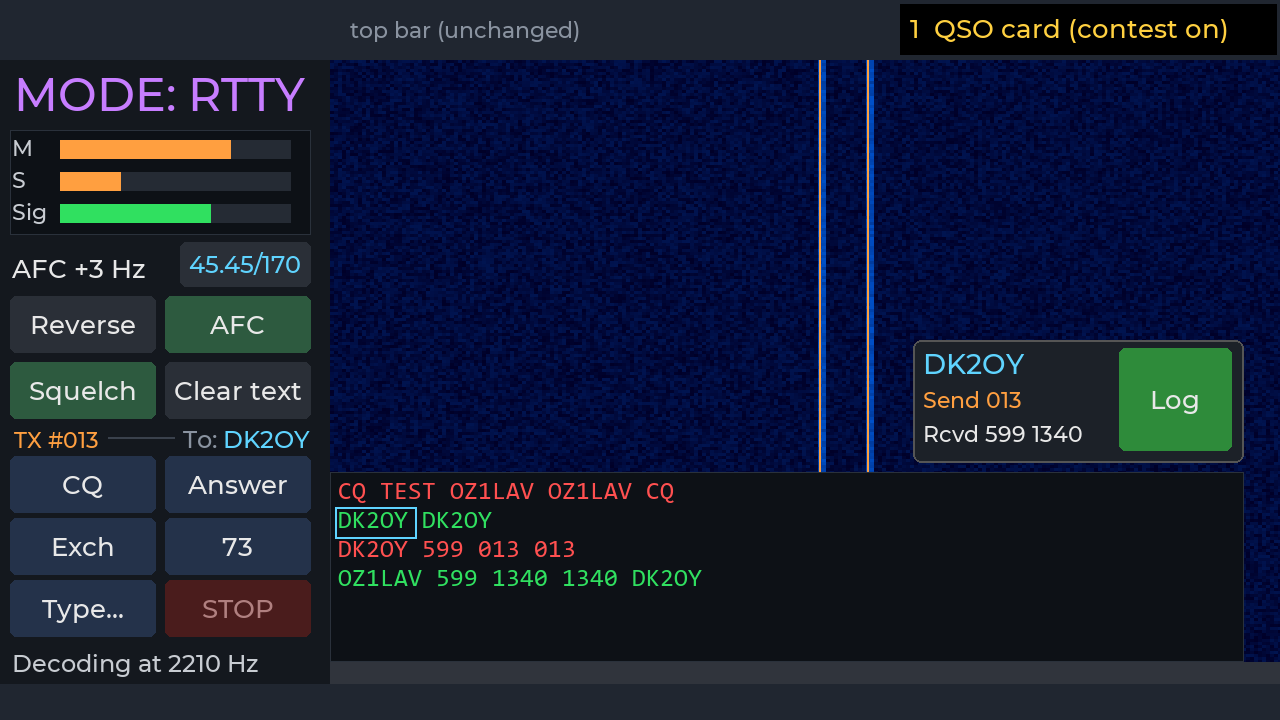 top bar (unchanged)
1 QSO card (contest on)
MODE: RTTY
M
S
Sig
AFC +3 Hz
45.45/170
Reverse
AFC
Squelch
Clear text
TX #013
To: DK2OY
CQ
Answer
Exch
73
Type...
STOP
Decoding at 2210 Hz
DK2OY
Send 013
Rcvd 599 1340
Log
CQ TEST OZ1LAV OZ1LAV CQ
DK2OY DK2OY
DK2OY 599 013 013
OZ1LAV 599 1340 1340 DK2OY